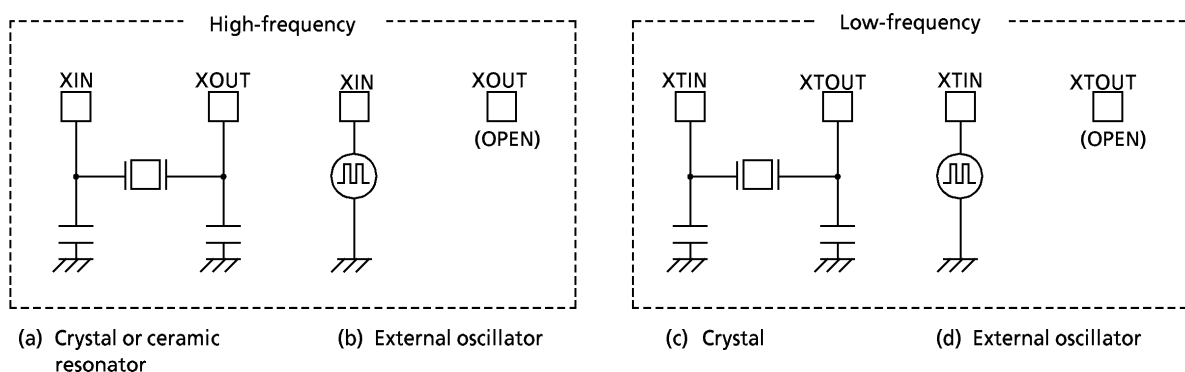 High-frequency
Low-frequency
XIN
XOUT
XIN
XOUT
(OPEN)
XTIN
XTOUT
XTIN
XTOUT
(OPEN)
(a) Crystal or ceramic
resonator
(b) External oscillator
(c) Crystal
(d) External oscillator